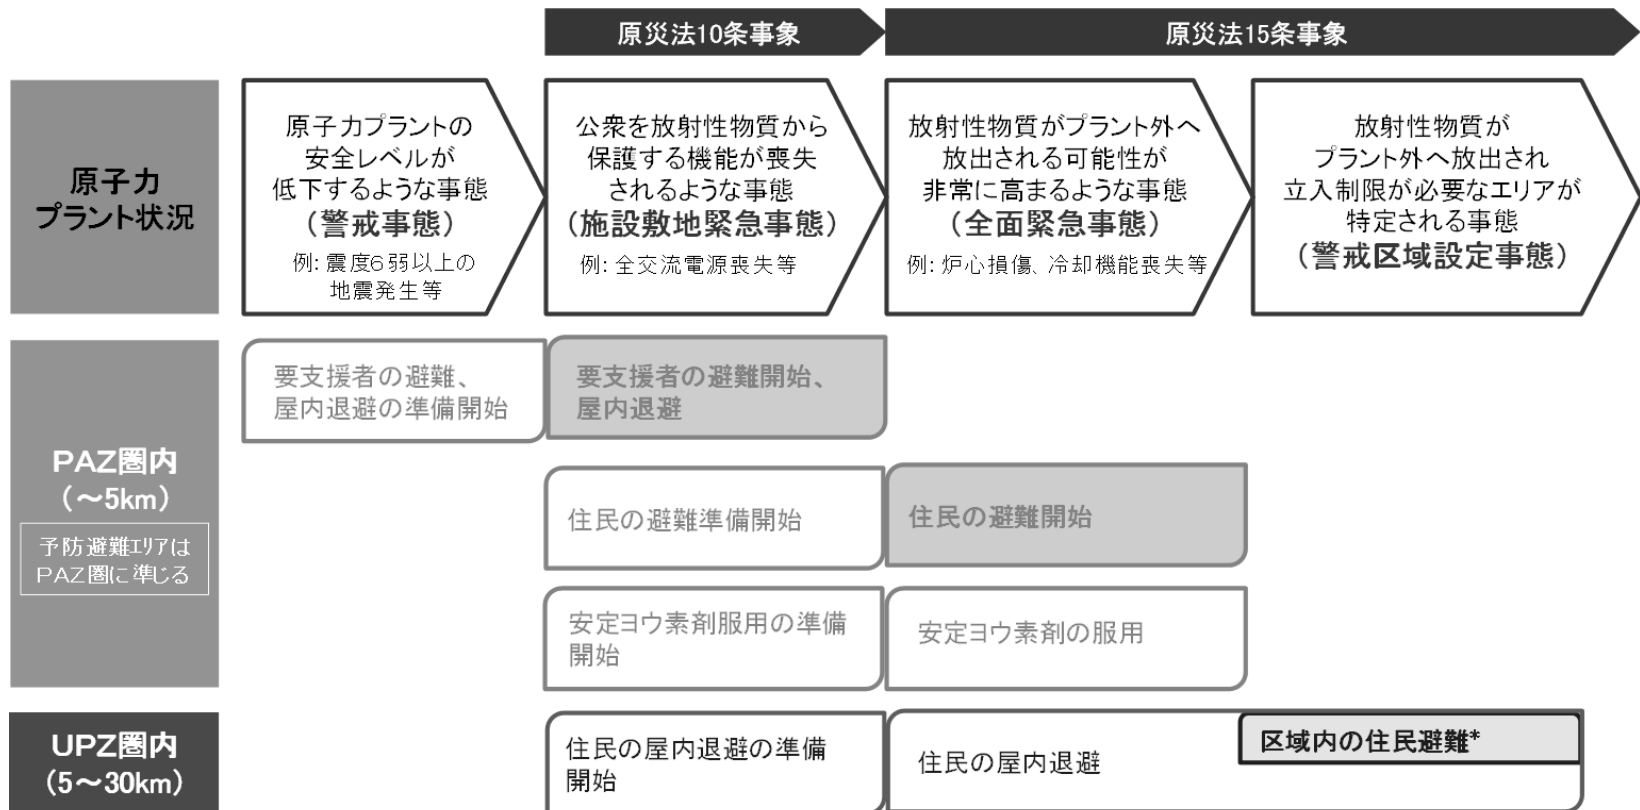 原災法10条事象
原災法15条事象
原子力
プラント状況
原子力プラントの
安全レベルが
低下するような事態
(警戒事態)
例: 震度6弱以上の
地震発生等
公衆を放射性物質から
保護する機能が喪失
されるような事態
(施設敷地緊急事態)
例: 全交流電源喪失等
放射性物質がプラント外へ
放出される可能性が
非常に高まるような事態
(全面緊急事態)
例: 炉心損傷、冷却機能喪失等
放射性物質が
プラント外へ放出され
立入制限が必要なエリアが
特定される事態
(警戒区域設定事態)
PAZ圏内
(～5km)
予防避難エリアは
PAZ圏に準じる
要支援者の避難、
屋内退避の準備開始
要支援者の避難開始、
屋内退避
住民の避難準備開始
住民の避難開始
安定ヨウ素剤服用の準備
開始
安定ヨウ素剤の服用
UPZ圏内
(5～30km)
住民の屋内退避の準備
開始
住民の屋内退避
区域内の住民避難*